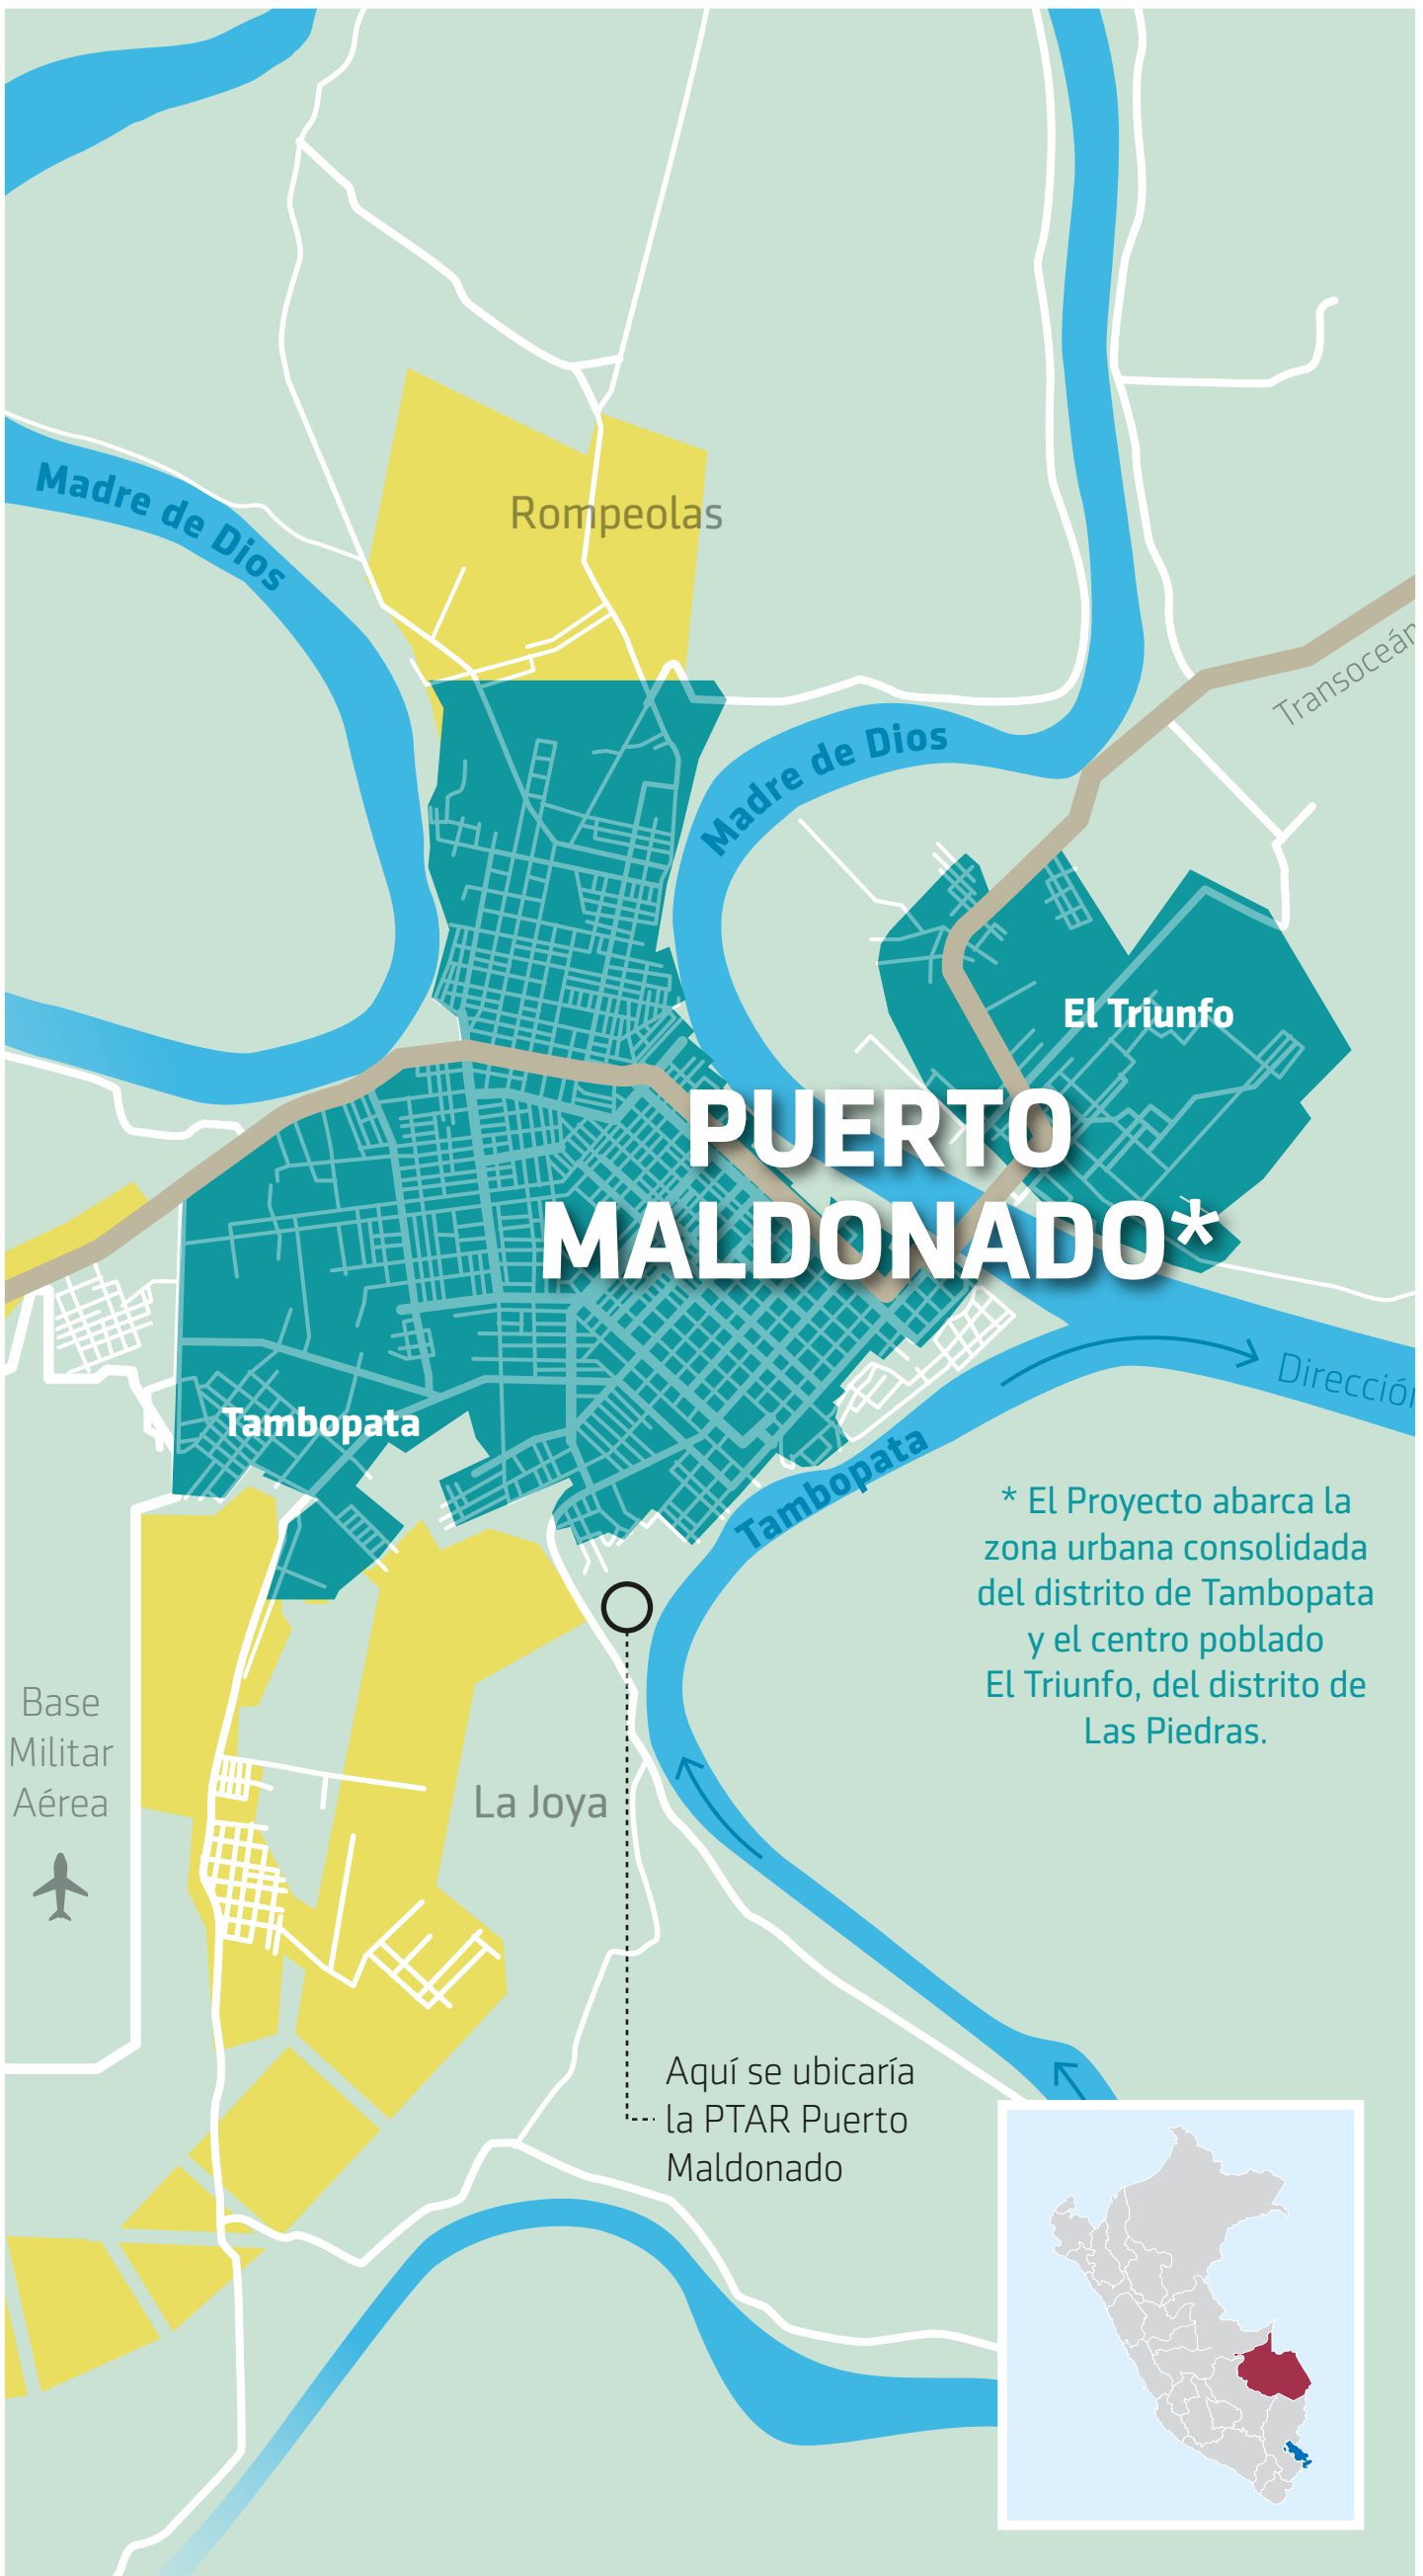 Rompeolas
Madre de Dios
Madre de Dios
El Triunfo
PUERTO
MALDONADO*
Tambopata
Tambopata
* El Proyecto abarca la
zona urbana consolidada
del distrito de Tambopata
y el centro poblado
El Triunfo, del distrito de
Las Piedras.
Base
Militar
Aérea
La Joya
Aquí se ubicaría
la PTAR Puerto
Maldonado